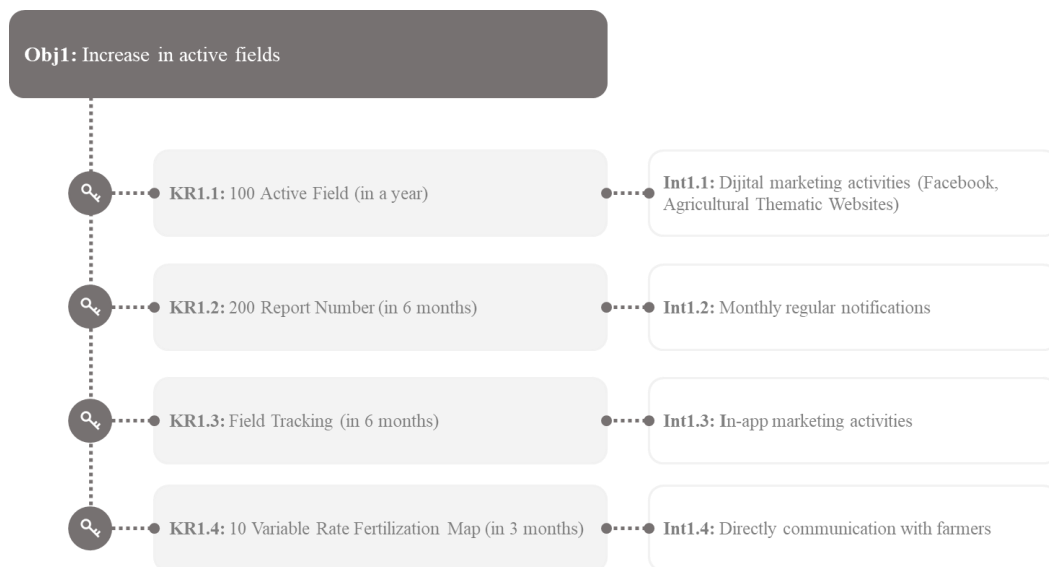 Obj1: Increase in active fields
KR1.1: 100 Active Field (in a year)
Int1.1: Dijital marketing activities (Facebook,
Agricultural Thematic Websites)
KR1.2: 200 Report Number (in 6 months)
Int1.2: Monthly regular notifications
KR1.3: Field Tracking (in 6 months)
Int1.3: In-app marketing activities
KR1.4: 10 Variable Rate Fertilization Map (in 3 months)
Int1.4: Directly communication with farmers